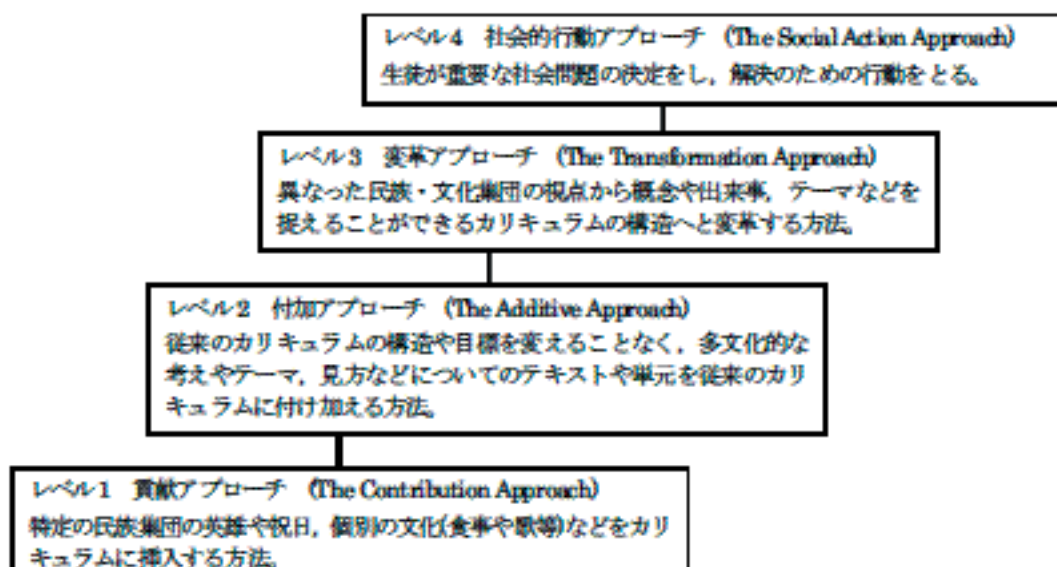 レベル4 社会的行動アプローチ (The Social Action Approach)
生徒が重要な社会問題の決定をし，解決のための行動をとる。
レベル3 変革アプローチ (The Transformation Approach)
異なった民族・文化集団の視点から概念や出来事，テーマなどを
捉えることができるカリキュラムの構造へと変革する方法。
レベル2 付加アプローチ (The Additive Approach)
従来のカリキュラムの構造や目標を変えることなく，多文化的な
考えやテーマ，見方などについてのテキストや単元を従来のカリ
キュラムに付け加える方法。
レベル1 貢献アプローチ (The Contribution Approach)
特定の民族集団の英雄や祝日，個別の文化(食事や歌等)などをカリ
キュラムに挿入する方法。